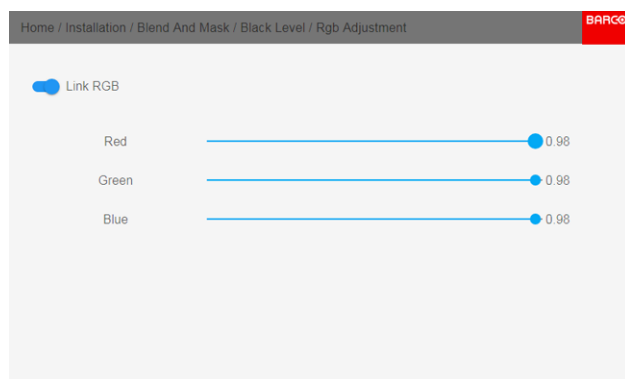 Home / Installation / Blend And Mask / Black Level / Rgb Adjustment
BARCO
Link RGB
Red 0.98
Green 0.98
Blue 0.98